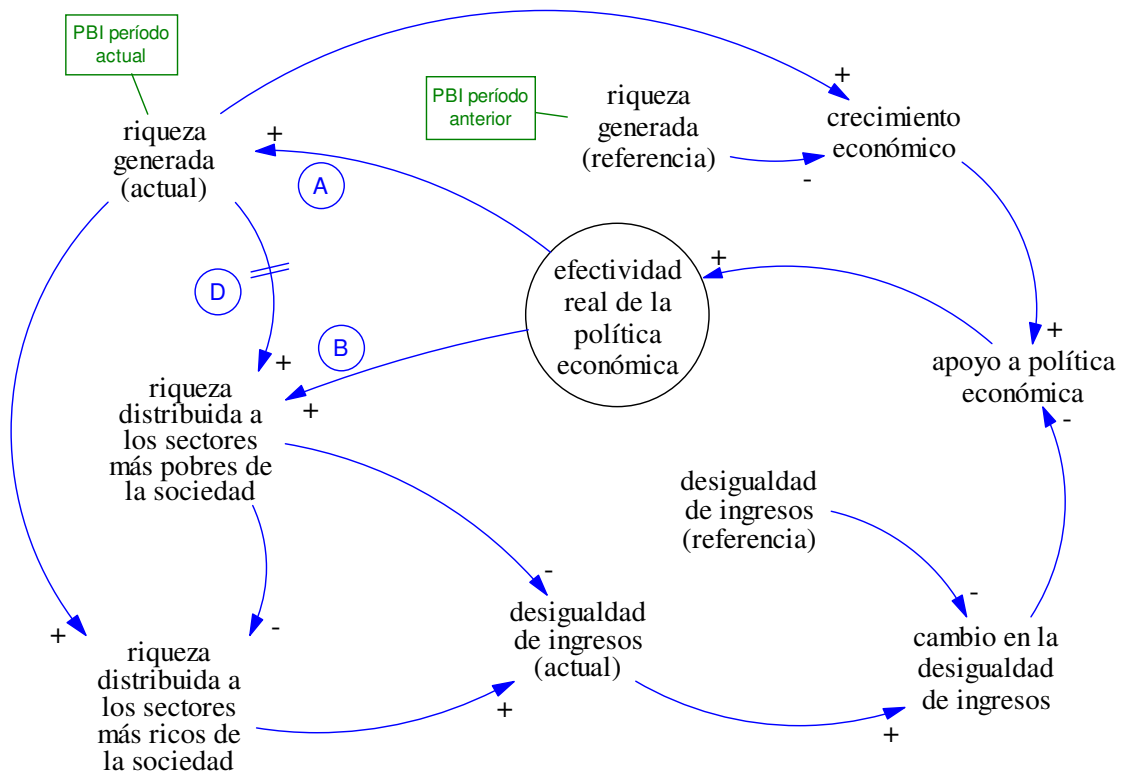 PBI período
actual
riqueza
generada
(actual)
+
A
PBI período
anterior
riqueza
generada
(referencia)
-
+
crecimiento
económico
D
+
B
+
efectividad
real de la
política
económica
+
+
apoyo a política
económica
-
riqueza
distribuida a
los sectores
más pobres de
la sociedad
desigualdad
de ingresos
(referencia)
-
-
desigualdad
de ingresos
(actual)
+
+
-
riqueza
distribuida a
los sectores
más ricos de
la sociedad
cambio en la
desigualdad
de ingresos
+